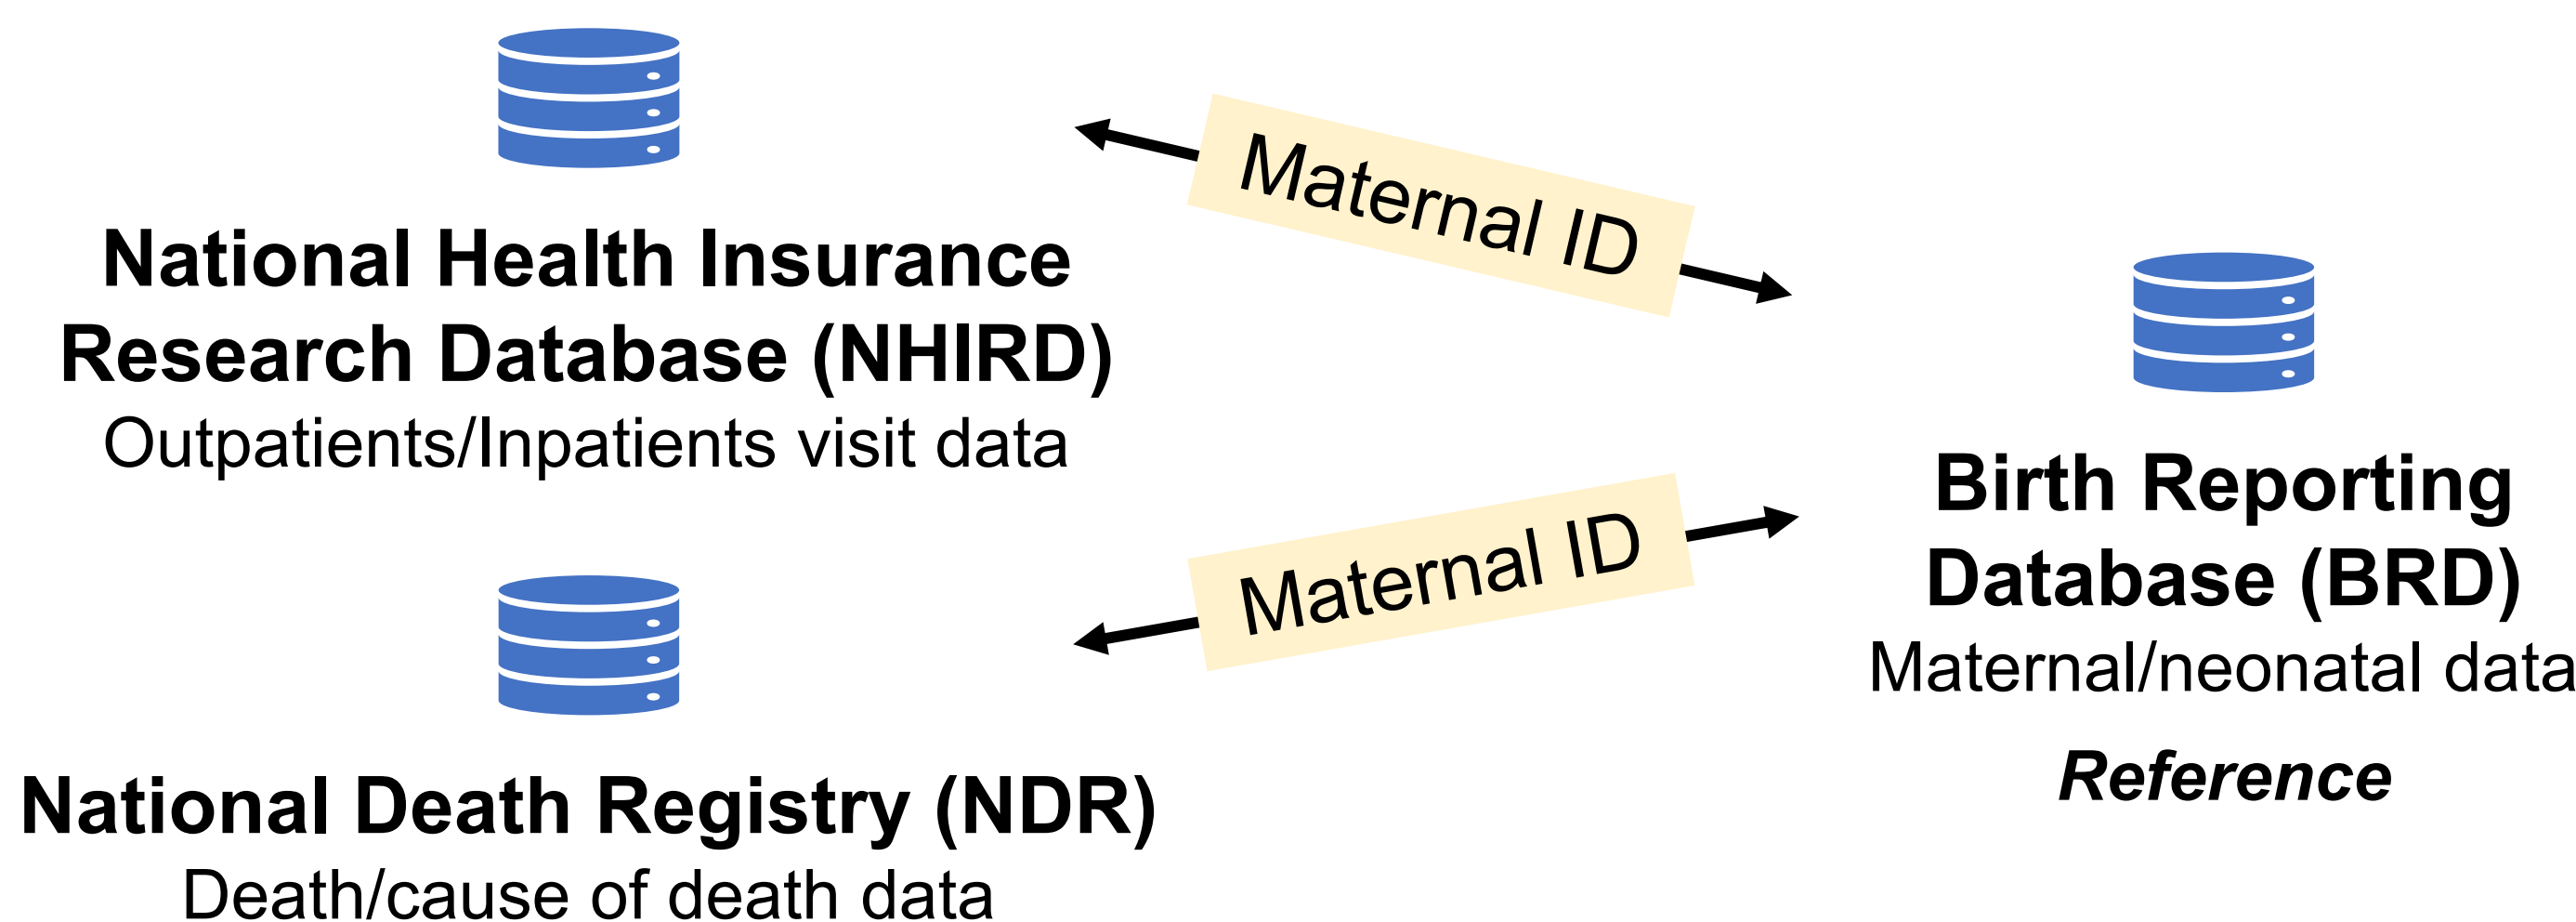 National Health Insurance
Research Database (NHIRD)
Outpatients/Inpatients visit data
Maternal ID
Maternal ID
National Death Registry (NDR)
Death/cause of death data
Birth Reporting
Database (BRD)
Maternal/neonatal data
Reference